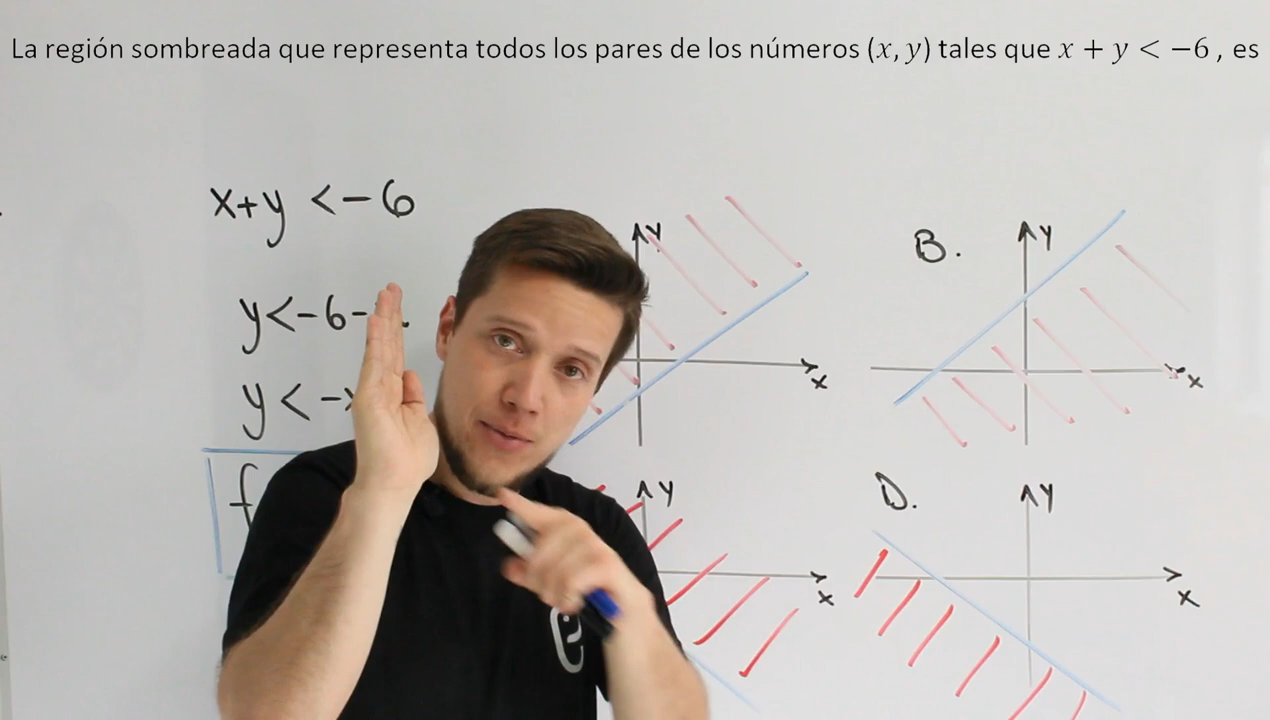 La región sombreada que representa todos los pares de los números (x, y) tales que x + y < −6 , es
x+y < −6
y<−6−
y < −
f
y
x
B.
y
x
y
x
D.
y
x